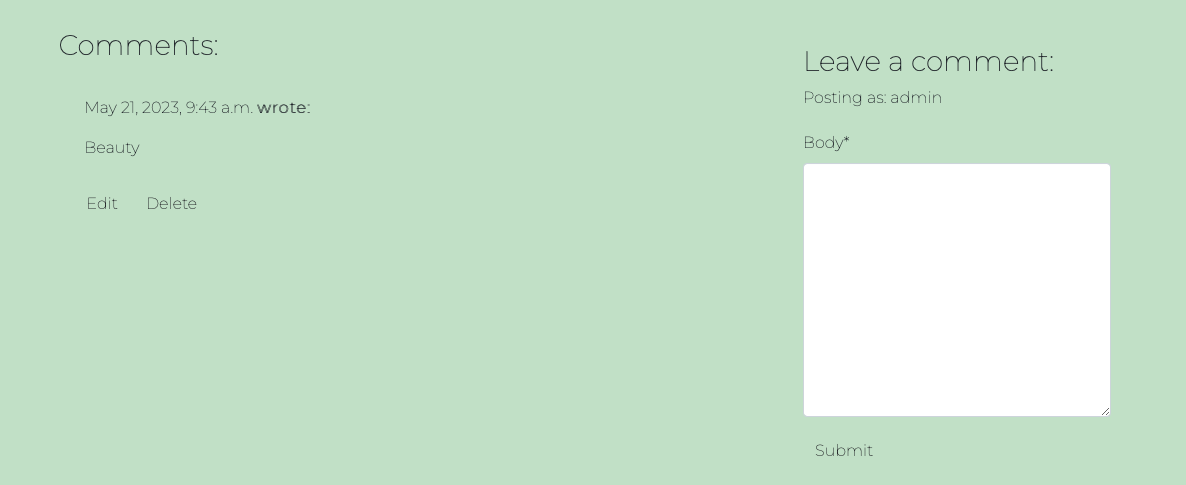 Comments:
May 21, 2023, 9:43 a.m. wrote:
Beauty
Edit Delete
Leave a comment:
Posting as: admin
Body*
Submit